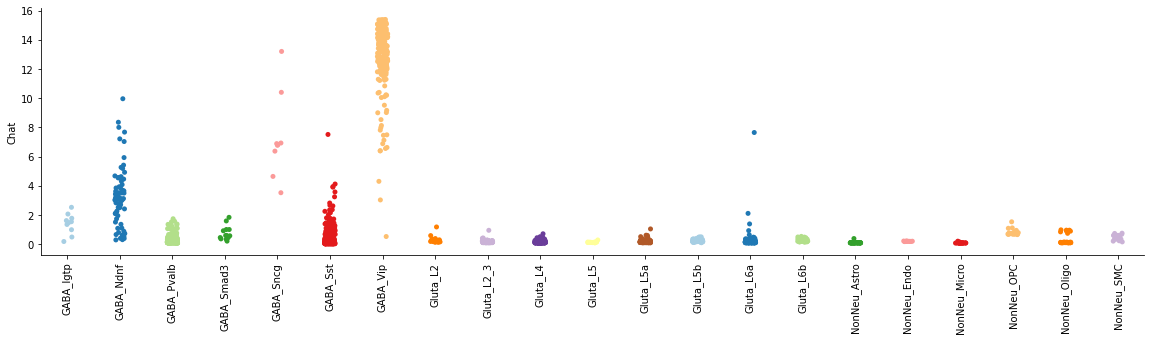 16
14
12
10
8
6
4
2
0
Chat
GABA_Igtp
GABA_Ndnf
GABA_Pvalb
GABA_Smad3
GABA_Sncg
GABA_Sst
GABA_Vip
Gluta_L2
Gluta_L2_3
Gluta_L4
Gluta_L5
Gluta_L5a
Gluta_L5b
Gluta_L6a
Gluta_L6b
NonNeu_Astro
NonNeu_Endo
NonNeu_Micro
NonNeu_OPC
NonNeu_Oligo
NonNeu_SMC